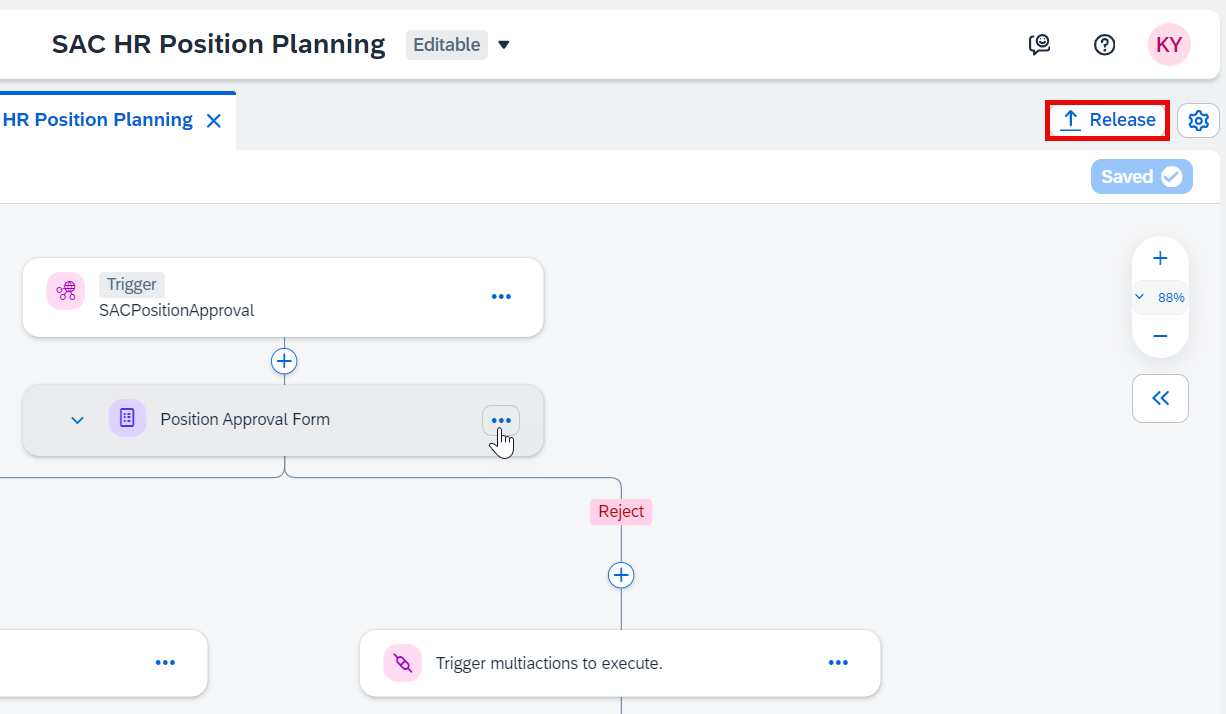 SAC HR Position Planning Editable
KY
HR Position Planning
Release
Saved
Trigger
SACPositionApproval
88%
Position Approval Form
Reject
Trigger multiactions to execute.